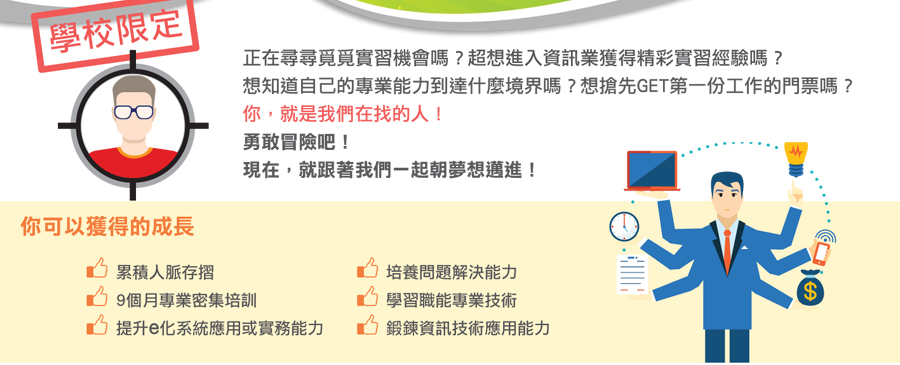 學校限定
正在尋尋覓覓實習機會嗎？超想進入資訊業獲得精彩實習經驗嗎？
想知道自己的專業能力到達什麼境界嗎？想搶先GET第一份工作的門票嗎？
你，就是我們在找的人！
勇敢冒險吧！
現在，就跟著我們一起朝夢想邁進！
你可以獲得的成長
累積人脈存摺
培養問題解決能力
9個月專業密集培訓
學習職能專業技術
提升e化系統應用或實務能力
鍛鍊資訊技術應用能力
$